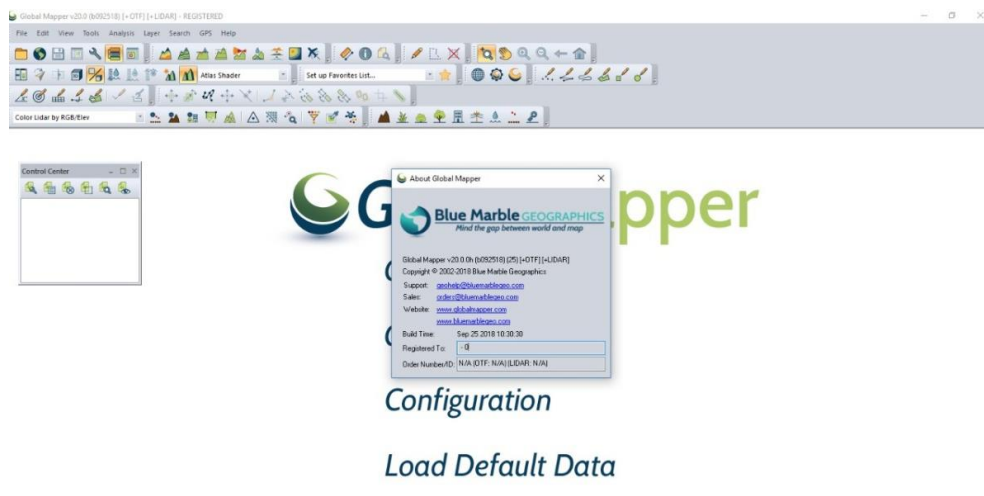 Global Mapper v20.0 (b092518) [+OTF] [+LIDAR] - REGISTERED
File Edit View Tools Analysis Layer Search GPS Help
Atlas Shader
Set up Favorites List...
Color Lidar by RGB/Elev
Control Center
About Global Mapper
G pper
Blue Marble GEOGRAPHICS
Mind the gap between world and map
Global Mapper v20.0.0h (b092518) (25) [+OTF] [+LIDAR]
Copyright © 2002-2018 Blue Marble Geographics
Support: geohelp@bluemarblegeo.com
Sales: orders@bluemarblegeo.com
Website: www.globalmapper.com
www.bluemarblegeo.com
Build Time: Sep 25 2018 10:30:30
Registered To: - 0
Order Number/ID: N/A (OTF: N/A) (LIDAR: N/A)
Configuration
Load Default Data